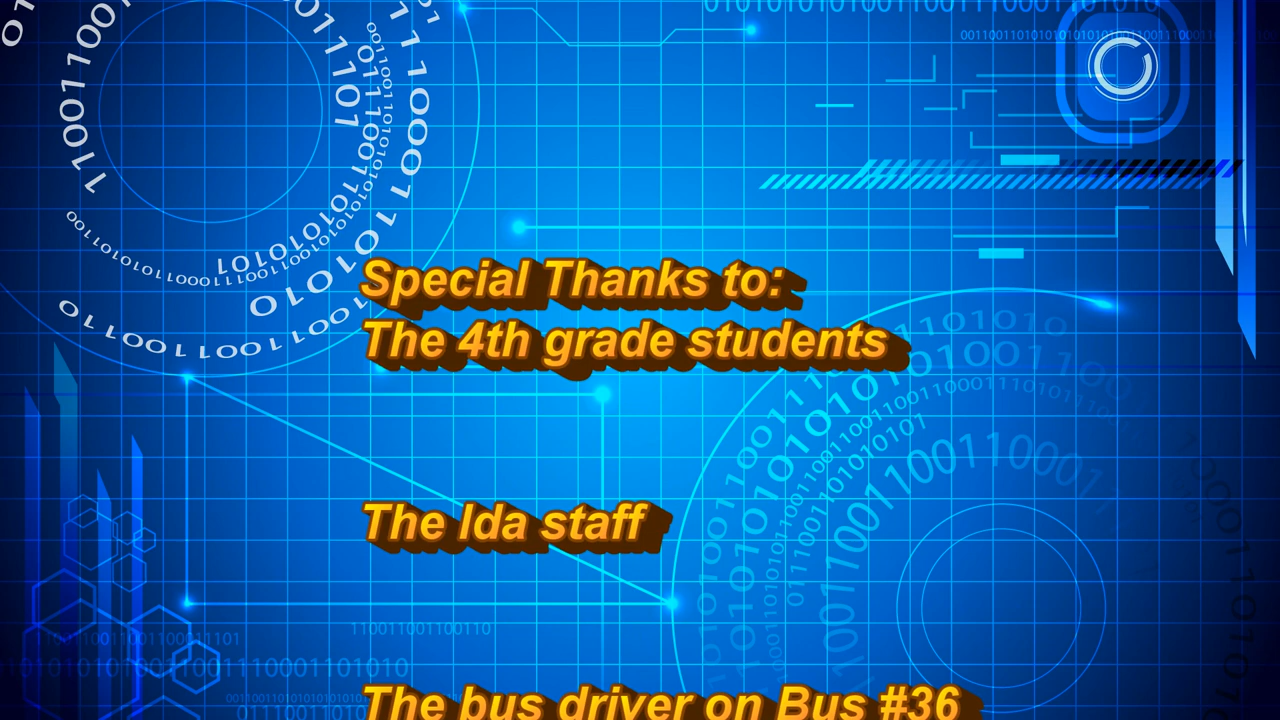 Special Thanks to:
The 4th grade students
The Ida staff
The bus driver on Bus #36